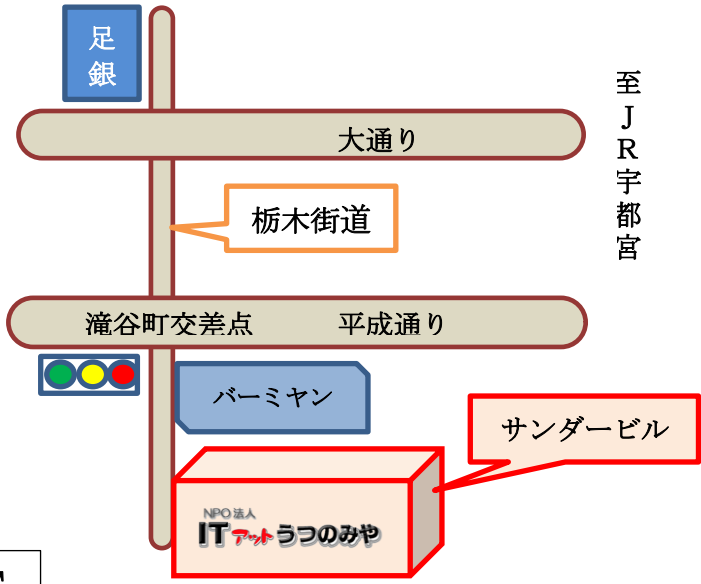 足
銀
大通り
至
J
R
宇
都
宮
栃木街道
滝谷町交差点
平成通り
バーミヤン
サンダービル
NPO法人
ITアットうつのみや